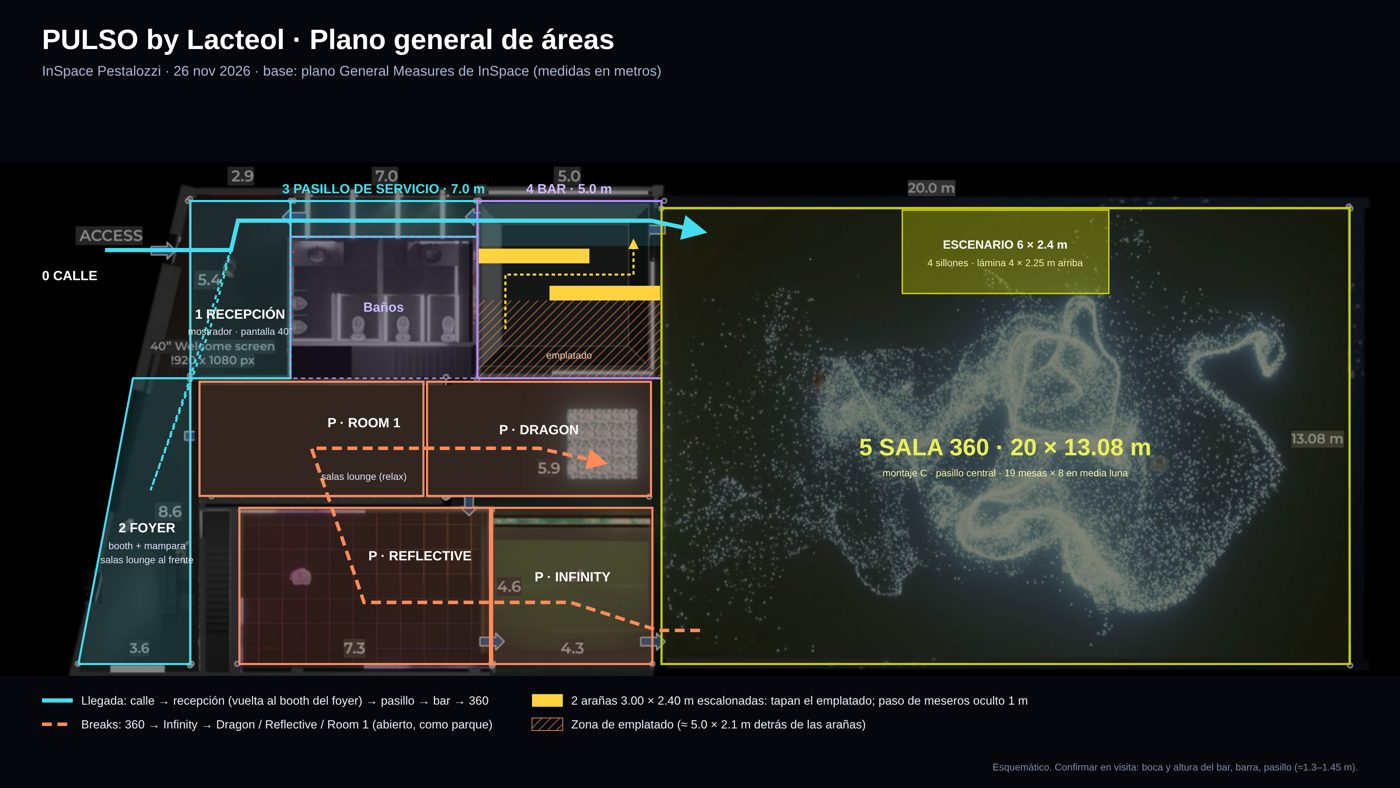 PULSO by Lacteol · Plano general de áreas
InSpace Pestalozzi · 26 nov 2026 · base: plano General Measures de InSpace (medidas en metros)
2.9
7.0
5.0
20.0 m
3 PASILLO DE SERVICIO · 7.0 m
4 BAR · 5.0 m
ACCESS
0 CALLE
5.4
1 RECEPCIÓN
mostrador · pantalla 40"
40” Welcome screen
1920 x 1080 px
Baños
emplatado
ESCENARIO 6 × 2.4 m
4 sillones · lámina 4 × 2.25 m arriba
P · ROOM 1
salas lounge (relax)
P · DRAGON
5.9
5 SALA 360 · 20 × 13.08 m
montaje C · pasillo central · 19 mesas × 8 en media luna
13.08 m
8.6
2 FOYER
booth + mampara
salas lounge al frente
3.6
P · REFLECTIVE
7.3
4.6
P · INFINITY
4.3
Llegada: calle → recepción (vuelta al booth del foyer) → pasillo → bar → 360
2 arañas 3.00 × 2.40 m escalonadas: tapan el emplatado; paso de meseros oculto 1 m
Breaks: 360 → Infinity → Dragon / Reflective / Room 1 (abierto, como parque)
Zona de emplatado (≈ 5.0 × 2.1 m detrás de las arañas)
Esquemático. Confirmar en visita: boca y altura del bar, barra, pasillo (≈1.3–1.45 m).